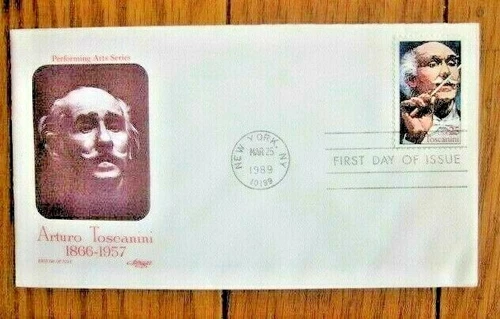 Performing Arts Series
Arturo Toscanini
1866-1957
NEW YORK, NY
MAR 25
1989
10199
TOSCANINI
FIRST DAY OF ISSUE